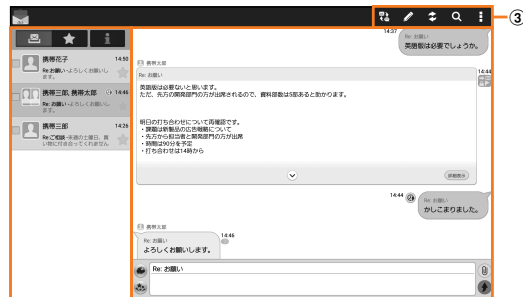 ③
14:37
Re: お願い
英語版は必要でしょうか。
携帯花子
14:50
Re:お願い-よろしくお願いし
ます。
携帯三郎, 携帯太郎
14:46
Re:お願い-よろしくお願いし
ます。
携帯三郎
14:26
Re:ご相談-来週の土曜日、買
い物に付き合ってくれません
携帯太郎
Re: お願い
14:44
英語版は必要ないと思います。
ただ、先方の開発部門の方が出席されるので、資料部数は5部あると助かります。
明日の打ち合わせについて再確認です。
・課題は新製品の広告戦略について
・先方から担当者と開発部門の方が出席
・時間は90分を予定
・打ち合わせは14時から
詳細表示
14:44
Re: お願い
かしこまりました。
携帯太郎
Re: お願い
14:46
よろしくお願いします。
Re: お願い